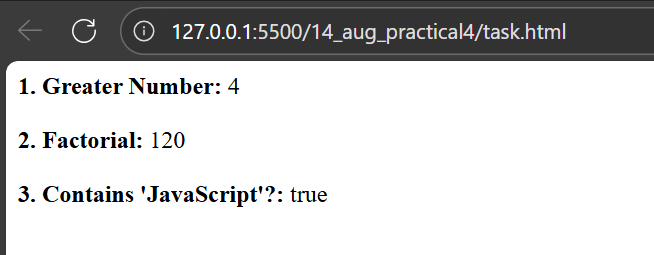 127.0.0.1:5500/14_aug_practical4/task.html
1. Greater Number: 4
2. Factorial: 120
3. Contains 'JavaScript'?: true